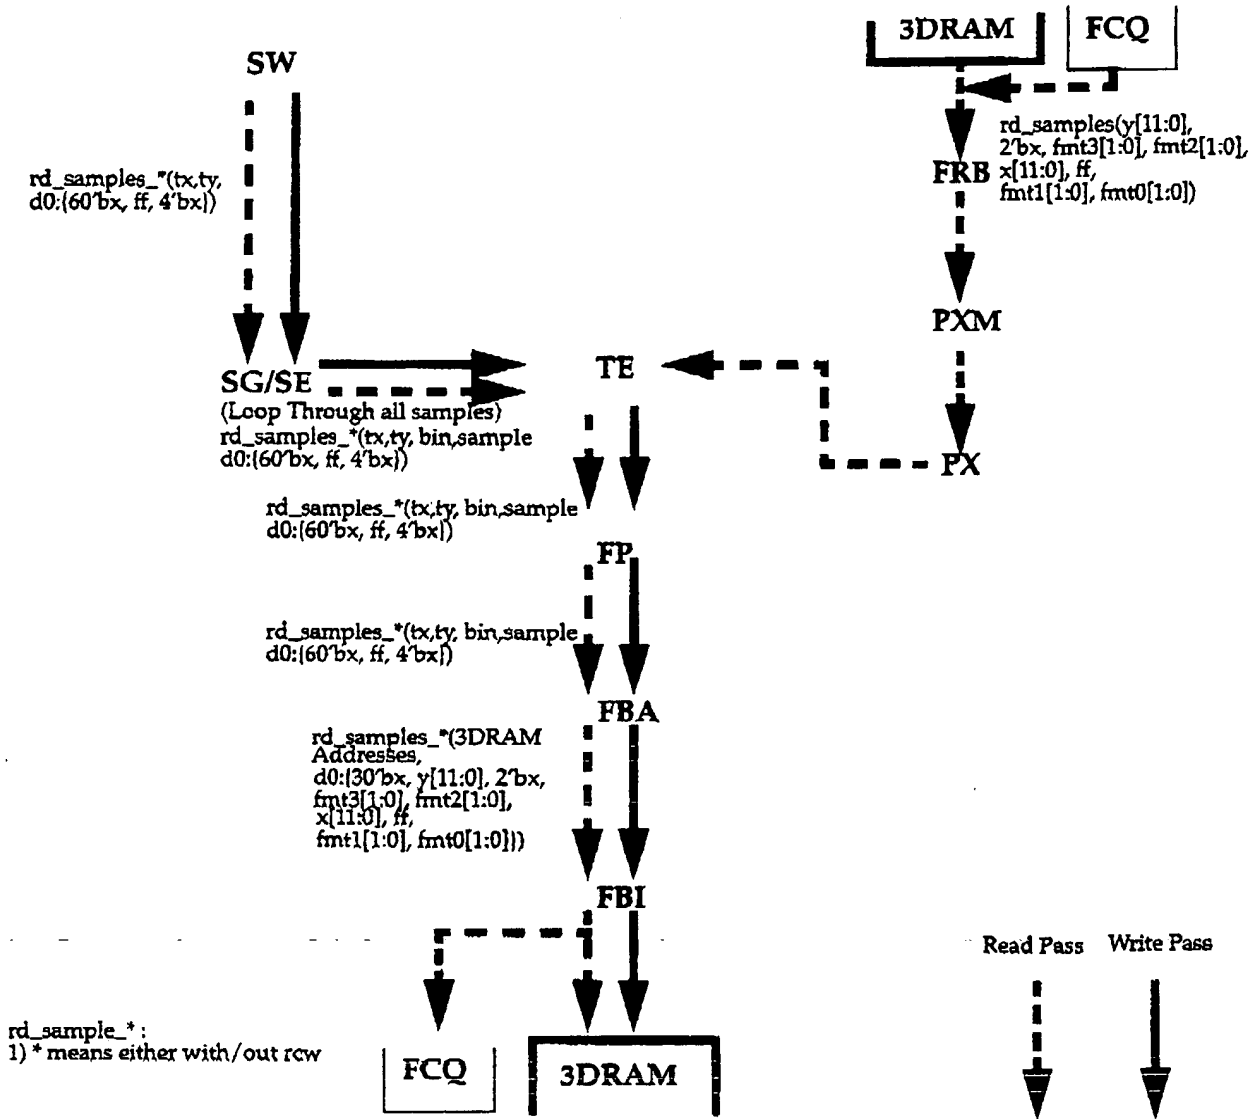 3DRAM
FCQ
SW
rd_samples(y[11:0],
2'bx, fmt3[1:0], fmt2[1:0],
x[11:0], ff,
fmt1[1:0], fmt0[1:0])
FRB
rd_samples_*(tx,ty,
d0:{60'bx, ff, 4'bx})
PXM
TE
SG/SE
(Loop Through all samples)
rd_samples_*(tx,ty, bin,sample
d0:{60'bx, ff, 4'bx})
PX
rd_samples_*(tx,ty, bin,sample
d0:{60'bx, ff, 4'bx})
FP
rd_samples_*(tx,ty, bin,sample
d0:{60'bx, ff, 4'bx})
FBA
rd_samples_*(3DRAM
Addresses,
d0:{30'bx, y[11:0], 2'bx,
fmt3[1:0], fmt2[1:0],
x[11:0], ff,
fmt1[1:0], fmt0[1:0]})
FBI
Read Pass
Write Pass
rd_sample_* :
1) * means either with/out rcw
FCQ
3DRAM